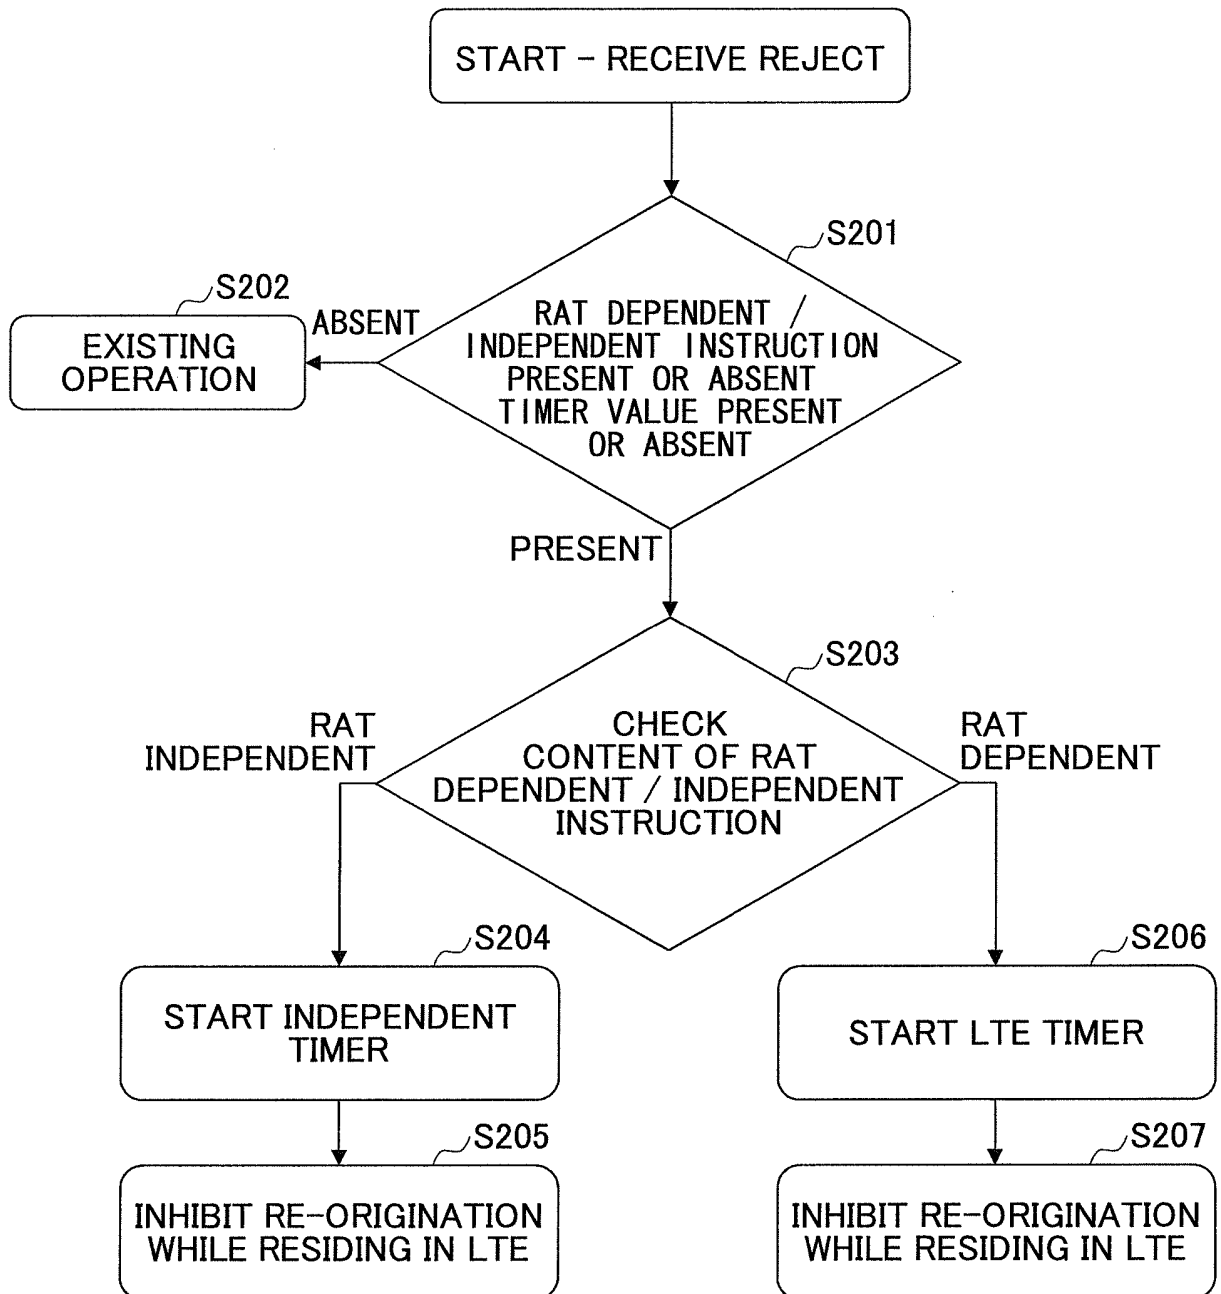 START – RECEIVE REJECT
S201
RAT DEPENDENT /
INDEPENDENT INSTRUCTION
PRESENT OR ABSENT
TIMER VALUE PRESENT
OR ABSENT
ABSENT
S202
EXISTING
OPERATION
PRESENT
S203
CHECK
CONTENT OF RAT
DEPENDENT / INDEPENDENT
INSTRUCTION
RAT
INDEPENDENT
RAT
DEPENDENT
S204
START INDEPENDENT
TIMER
S205
INHIBIT RE-ORIGINATION
WHILE RESIDING IN LTE
S206
START LTE TIMER
S207
INHIBIT RE-ORIGINATION
WHILE RESIDING IN LTE